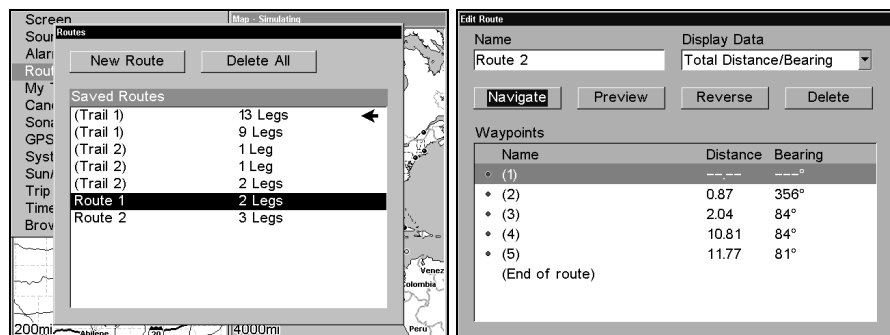 Screen
Map - Simulating
Sour
Routes
Alarm
New Route Delete All
Rout
My T
Cano
Saved Routes
Sona
(Trail 1) 13 Legs
GPS
(Trail 1) 9 Legs
Syst
(Trail 2) 1 Leg
Sun/
(Trail 2) 1 Leg
Trip
(Trail 2) 2 Legs
Time
Route 1 2 Legs
Brow
Route 2 3 Legs
Venez
Colombia
Peru
200mi
Abilene
20
4000mi
Edit Route
Name Display Data
Route 2 Total Distance/Bearing
Navigate Preview Reverse Delete
Waypoints
Name Distance Bearing
(1) --.-- ---°
(2) 0.87 356°
(3) 2.04 84°
(4) 10.81 84°
(5) 11.77 81°
(End of route)